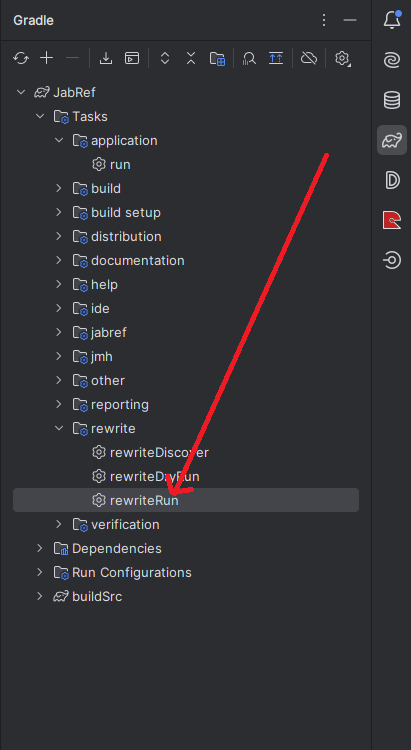 Gradle
JabRef
Tasks
application
run
build
build setup
distribution
documentation
help
ide
jabref
jmh
other
reporting
rewrite
rewriteDiscover
rewriteDryRun
rewriteRun
verification
Dependencies
Run Configurations
buildSrc